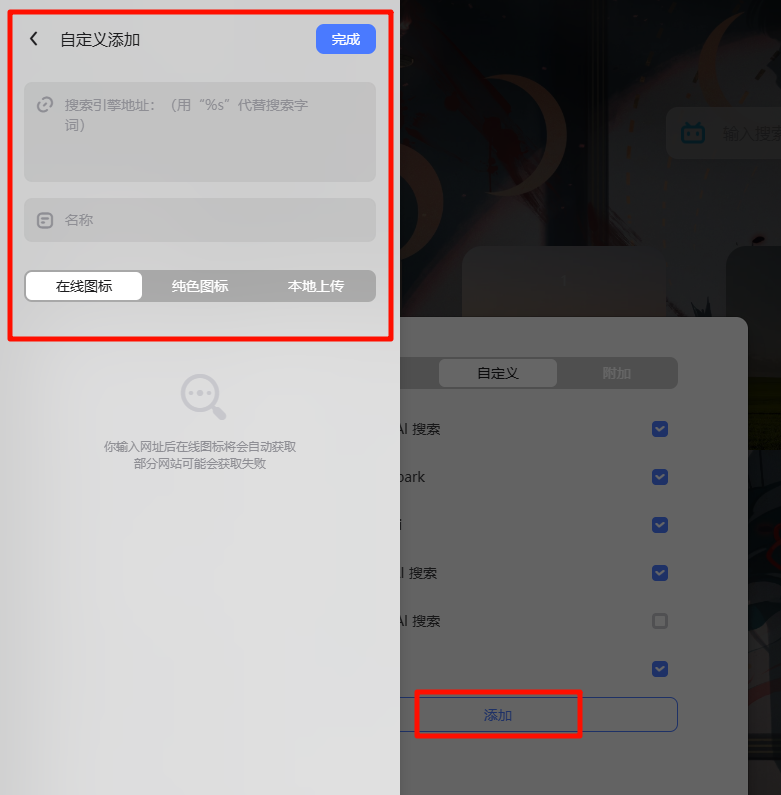 自定义添加
完成
搜索引擎地址：（用“%s”代替搜索字
词）
名称
在线图标
纯色图标
本地上传
你输入网址后在线图标将会自动获取
部分网站可能会获取失败
输入搜索
自定义
附加
AI 搜索
park
AI 搜索
添加